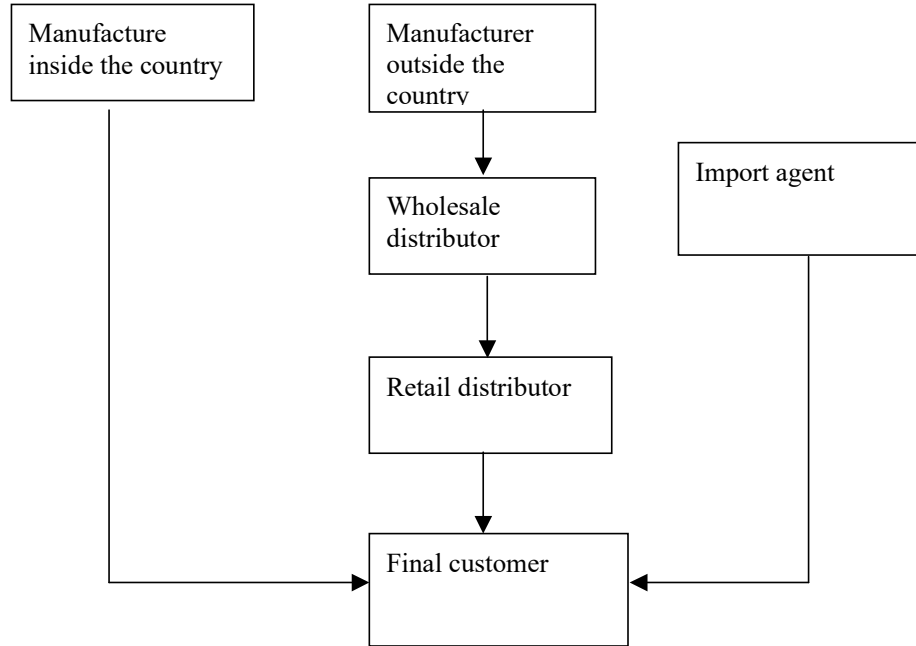 Manufacture
inside the country
Manufacturer
outside the
country
Import agent
Wholesale
distributor
Retail distributor
Final customer